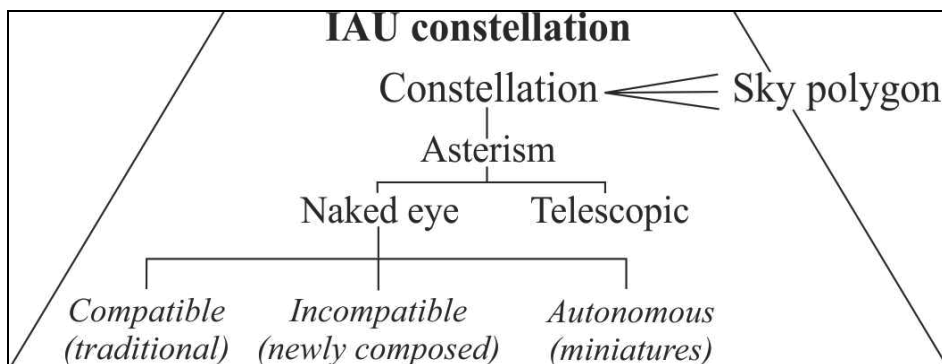 IAU constellation
Constellation Sky polygon
Asterism
Naked eye Telescopic
Compatible Incompatible Autonomous
(traditional) (newly composed) (miniatures)